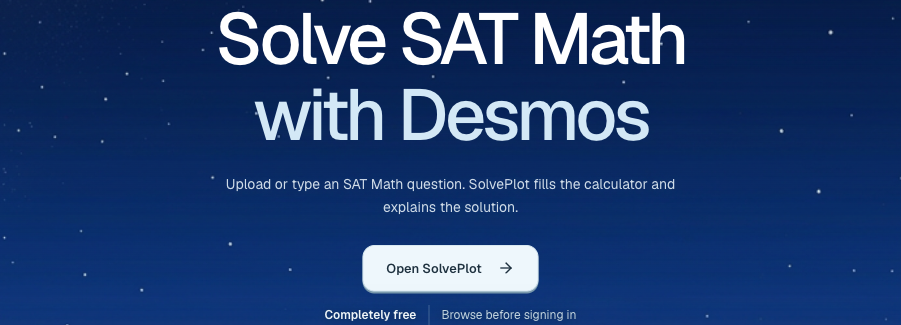 Solve SAT Math
with Desmos
Upload or type an SAT Math question. SolvePlot fills the calculator and
explains the solution.
Open SolvePlot →
Completely free | Browse before signing in